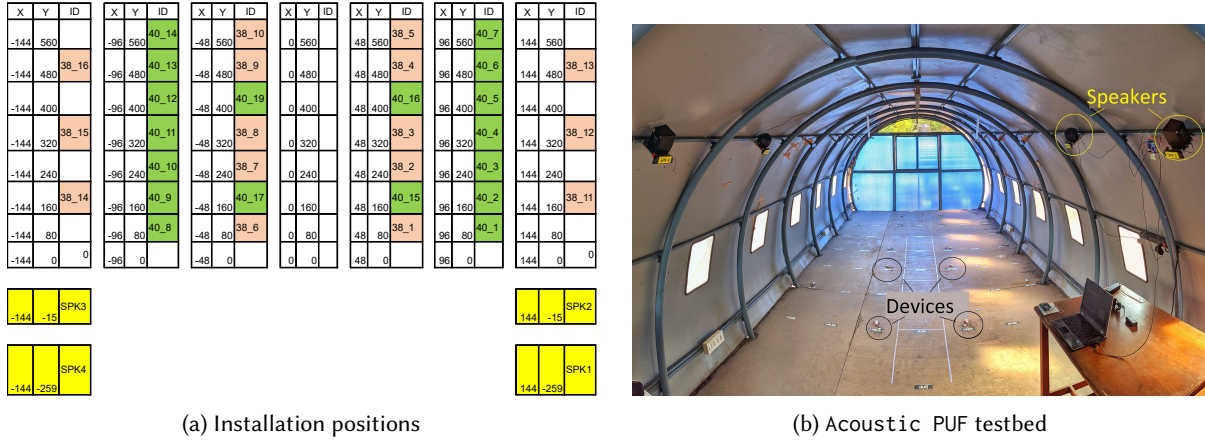 X Y ID X Y ID X Y ID X Y ID X Y ID X Y ID X Y ID
-144 560 -96 560 40_14 -48 560 38_10 0 560 48 560 38_5 96 560 40_7 144 560
-144 480 38_16 -96 480 40_13 -48 480 38_9 0 480 48 480 38_4 96 480 40_6 144 480 38_13
-144 400 -96 400 40_12 -48 400 40_19 0 400 48 400 40_16 96 400 40_5 144 400
-144 320 38_15 -96 320 40_11 -48 320 38_8 0 320 48 320 38_3 96 320 40_4 144 320 38_12
-144 240 -96 240 40_10 -48 240 38_7 0 240 48 240 38_2 96 240 40_3 144 240
-144 160 38_14 -96 160 40_9 -48 160 40_17 0 160 48 160 40_15 96 160 40_2 144 160 38_11
-144 80 -96 80 40_8 -48 80 38_6 0 80 48 80 38_1 96 80 40_1 144 80
-144 0 0 -96 0 -48 0 0 0 48 0 96 0 144 0 0
-144 -15 SPK3 144 -15 SPK2
-144 -259 SPK4 144 -259 SPK1
(a) Installation positions
Speakers
Devices
(b) Acoustic PUF testbed